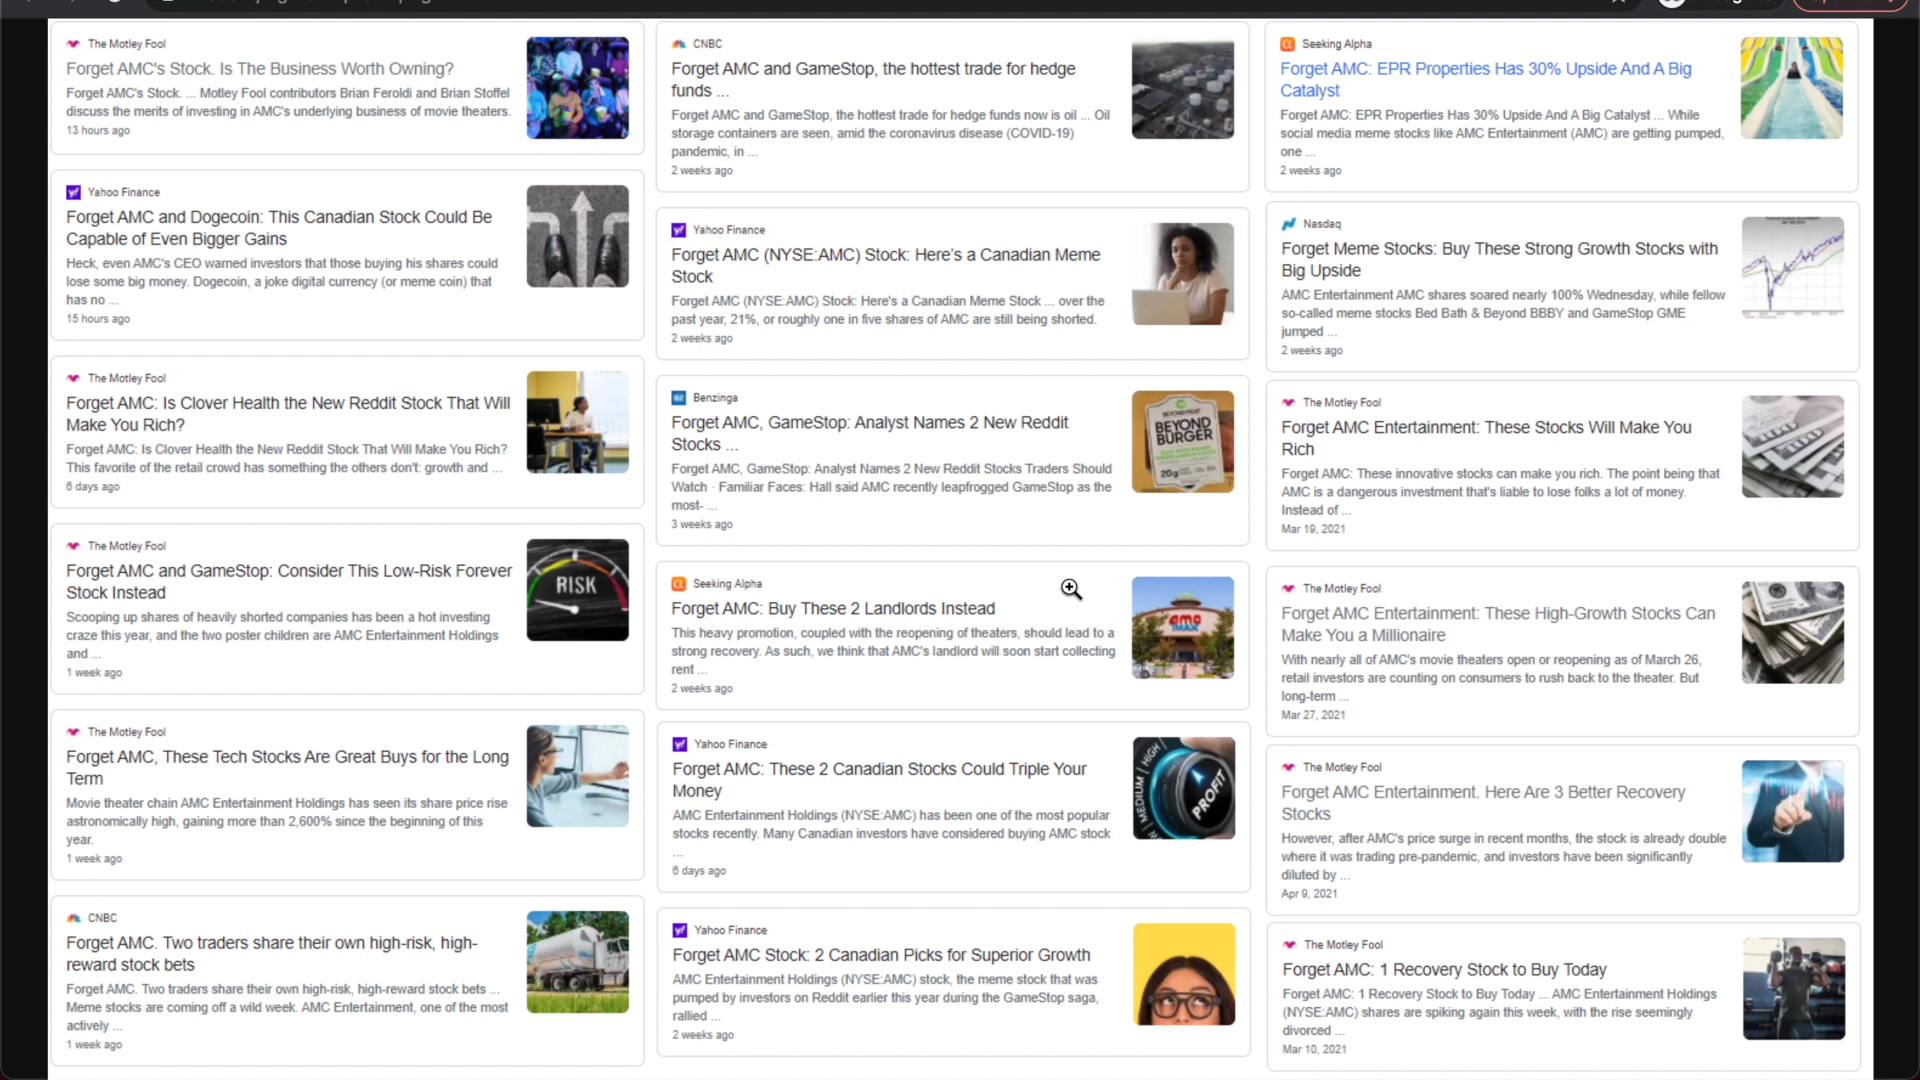 The Motley Fool
Forget AMC's Stock. Is The Business Worth Owning?
Forget AMC's Stock. ... Motley Fool contributors Brian Feroldi and Brian Stoffel
discuss the merits of investing in AMC's underlying business of movie theaters.
13 hours ago
Yahoo Finance
Forget AMC and Dogecoin: This Canadian Stock Could Be
Capable of Even Bigger Gains
Heck, even AMC's CEO warned investors that those buying his shares could
lose some big money. Dogecoin, a joke digital currency (or meme coin) that
has no ...
15 hours ago
The Motley Fool
Forget AMC: Is Clover Health the New Reddit Stock That Will
Make You Rich?
Forget AMC: Is Clover Health the New Reddit Stock That Will Make You Rich?
This favorite of the retail crowd has something the others don't: growth and ...
6 days ago
The Motley Fool
Forget AMC and GameStop: Consider This Low-Risk Forever
Stock Instead
Scooping up shares of heavily shorted companies has been a hot investing
craze this year, and the two poster children are AMC Entertainment Holdings
and ...
1 week ago
RISK
The Motley Fool
Forget AMC, These Tech Stocks Are Great Buys for the Long
Term
Movie theater chain AMC Entertainment Holdings has seen its share price rise
astronomically high, gaining more than 2,600% since the beginning of this
year.
1 week ago
CNBC
Forget AMC. Two traders share their own high-risk, high-
reward stock bets
Forget AMC. Two traders share their own high-risk, high-reward stock bets ...
Meme stocks are coming off a wild week. AMC Entertainment, one of the most
actively ...
1 week ago
CNBC
Forget AMC and GameStop, the hottest trade for hedge
funds ...
Forget AMC and GameStop, the hottest trade for hedge funds now is oil ... Oil
storage containers are seen, amid the coronavirus disease (COVID-19)
pandemic, in ...
2 weeks ago
Yahoo Finance
Forget AMC (NYSE:AMC) Stock: Here's a Canadian Meme
Stock
Forget AMC (NYSE:AMC) Stock: Here's a Canadian Meme Stock ... over the
past year, 21%, or roughly one in five shares of AMC are still being shorted.
2 weeks ago
Benzinga
Forget AMC, GameStop: Analyst Names 2 New Reddit
Stocks ...
Forget AMC, GameStop: Analyst Names 2 New Reddit Stocks Traders Should
Watch · Familiar Faces: Hall said AMC recently leapfrogged GameStop as the
most- ...
3 weeks ago
BEYOND MEAT
BEYOND
BURGER
20g
Seeking Alpha
Forget AMC: Buy These 2 Landlords Instead
This heavy promotion, coupled with the reopening of theaters, should lead to a
strong recovery. As such, we think that AMC's landlord will soon start collecting
rent ...
2 weeks ago
amc
IMAX
Yahoo Finance
Forget AMC: These 2 Canadian Stocks Could Triple Your
Money
AMC Entertainment Holdings (NYSE:AMC) has been one of the most popular
stocks recently. Many Canadian investors have considered buying AMC stock
...
6 days ago
MEDIUM | HIGH |
PROFIT
Yahoo Finance
Forget AMC Stock: 2 Canadian Picks for Superior Growth
AMC Entertainment Holdings (NYSE:AMC) stock, the meme stock that was
pumped by investors on Reddit earlier this year during the GameStop saga,
rallied ...
2 weeks ago
Seeking Alpha
Forget AMC: EPR Properties Has 30% Upside And A Big
Catalyst
Forget AMC: EPR Properties Has 30% Upside And A Big Catalyst ... While
social media meme stocks like AMC Entertainment (AMC) are getting pumped,
one ...
2 weeks ago
Nasdaq
Forget Meme Stocks: Buy These Strong Growth Stocks with
Big Upside
AMC Entertainment AMC shares soared nearly 100% Wednesday, while fellow
so-called meme stocks Bed Bath & Beyond BBBY and GameStop GME
jumped ...
2 weeks ago
The Motley Fool
Forget AMC Entertainment: These Stocks Will Make You
Rich
Forget AMC: These innovative stocks can make you rich. The point being that
AMC is a dangerous investment that's liable to lose folks a lot of money.
Instead of ...
Mar 19, 2021
The Motley Fool
Forget AMC Entertainment: These High-Growth Stocks Can
Make You a Millionaire
With nearly all of AMC's movie theaters open or reopening as of March 26,
retail investors are counting on consumers to rush back to the theater. But
long-term ...
Mar 27, 2021
The Motley Fool
Forget AMC Entertainment. Here Are 3 Better Recovery
Stocks
However, after AMC's price surge in recent months, the stock is already double
where it was trading pre-pandemic, and investors have been significantly
diluted by ...
Apr 9, 2021
The Motley Fool
Forget AMC: 1 Recovery Stock to Buy Today
Forget AMC: 1 Recovery Stock to Buy Today ... AMC Entertainment Holdings
(NYSE:AMC) shares are spiking again this week, with the rise seemingly
divorced ...
Mar 10, 2021